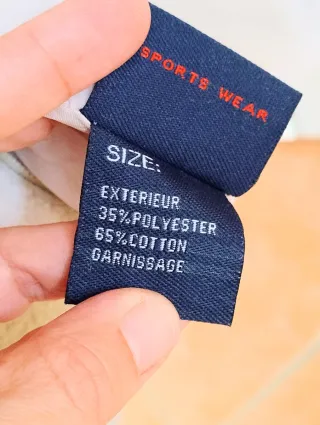 SPORTS WEAR
SIZE:
EXTERIEUR
35%POLYESTER
65%COTTON
GARNISSAGE